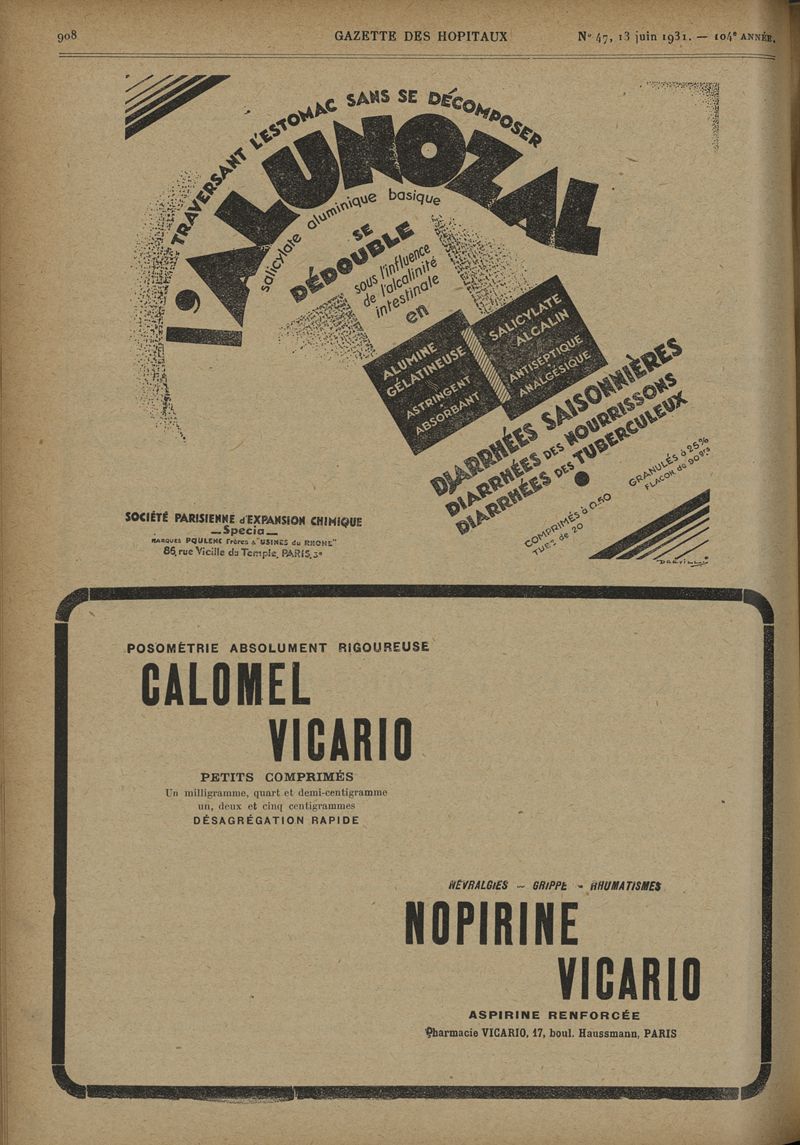 908 GAZETTE DES HOPITAUX N° 47, 13 juin 1931. — 104e ANNÉE.
TRAVERSANT L'ESTOMAC SANS SE DÉCOMPOSER
l'ALUNOZAL
salicylate aluminique basique
SE
DÉDOUBLE
sous l'influence
de l'alcalinité
intestinale
en
ALUMINE
GÉLATINEUSE
ASTRINGENT
ABSORBANT
SALICYLATE
ALCALIN
ANTISEPTIQUE
ANALGÉSIQUE
DIARRHÉES SAISONNIÈRES
DIARRHÉES DES NOURRISSONS
DIARRHÉES DES TUBERCULEUX
COMPRIMÉS à 0.50
TUBES de 20
GRANULÉS à 25%
FLACON de 90grs
SOCIÉTÉ PARISIENNE d'EXPANSION CHIMIQUE
— Specia —
MARQUES POULENC Frères & "USINES du RHONE"
86, rue Vieille du Temple, PARIS, 3e
POSOMÉTRIE ABSOLUMENT RIGOUREUSE
CALOMEL
VICARIO
PETITS COMPRIMÉS
Un milligramme, quart et demi-centigramme
un, deux et cinq centigrammes
DÉSAGRÉGATION RAPIDE
NÉVRALGIES — GRIPPE - RHUMATISMES
NOPIRINE
VICARIO
ASPIRINE RENFORCÉE
Pharmacie VICARIO, 17, boul. Haussmann, PARIS